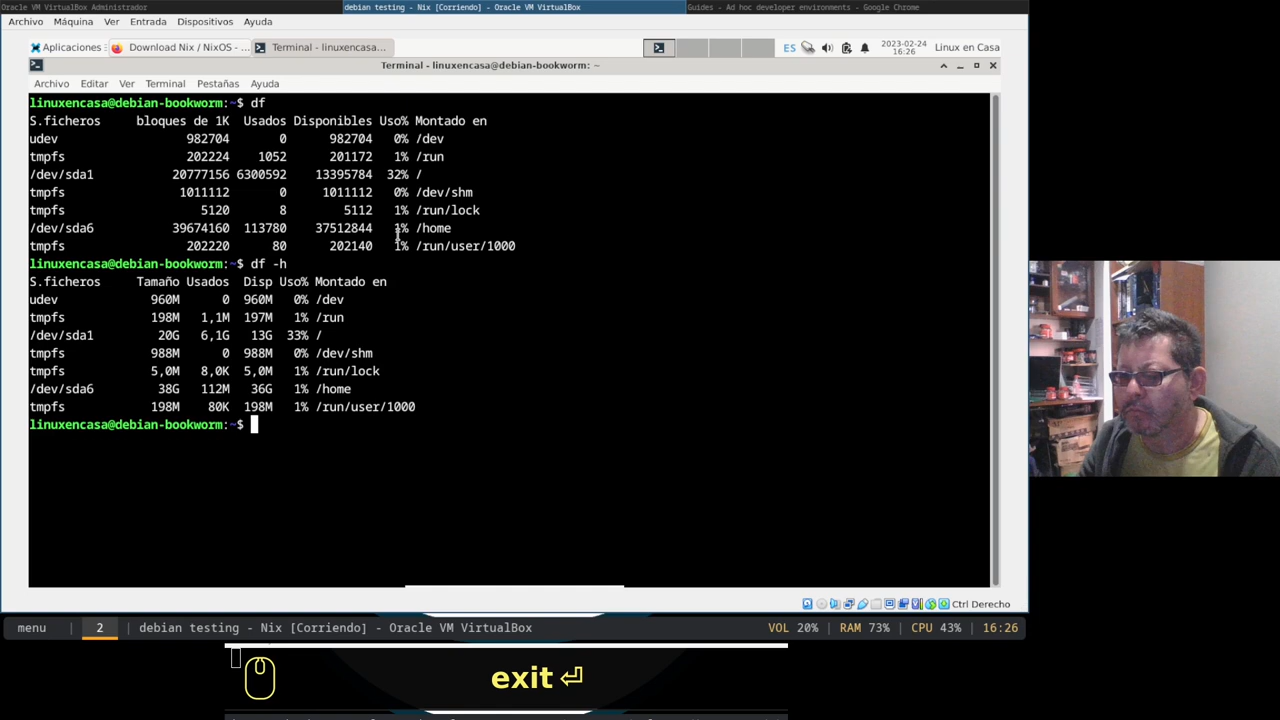 Oracle VM VirtualBox Administrador
debian testing - Nix [Corriendo] - Oracle VM VirtualBox
Guides - Ad hoc developer environments - Google Chrome
Archivo Máquina Ver Entrada Dispositivos Ayuda
Aplicaciones Download Nix / NixOS - ... Terminal - linuxencasa... ES 2023-02-24 16:26 Linux en Casa
Terminal - linuxencasa@debian-bookworm: ~
Archivo Editar Ver Terminal Pestañas Ayuda
linuxencasa@debian-bookworm:~$ df
S.ficheros bloques de 1K Usados Disponibles Uso% Montado en
udev 982704 0 982704 0% /dev
tmpfs 202224 1052 201172 1% /run
/dev/sda1 20777156 6300592 13395784 32% /
tmpfs 1011112 0 1011112 0% /dev/shm
tmpfs 5120 8 5112 1% /run/lock
/dev/sda6 39674160 113780 37512844 1% /home
tmpfs 202220 80 202140 1% /run/user/1000
linuxencasa@debian-bookworm:~$ df -h
S.ficheros Tamaño Usados Disp Uso% Montado en
udev 960M 0 960M 0% /dev
tmpfs 198M 1,1M 197M 1% /run
/dev/sda1 20G 6,1G 13G 33% /
tmpfs 988M 0 988M 0% /dev/shm
tmpfs 5,0M 8,0K 5,0M 1% /run/lock
/dev/sda6 38G 112M 36G 1% /home
tmpfs 198M 80K 198M 1% /run/user/1000
linuxencasa@debian-bookworm:~$
Ctrl Derecho
menu | 2 | debian testing - Nix [Corriendo] - Oracle VM VirtualBox VOL 20% | RAM 73% | CPU 43% | 16:26
exit ⏎